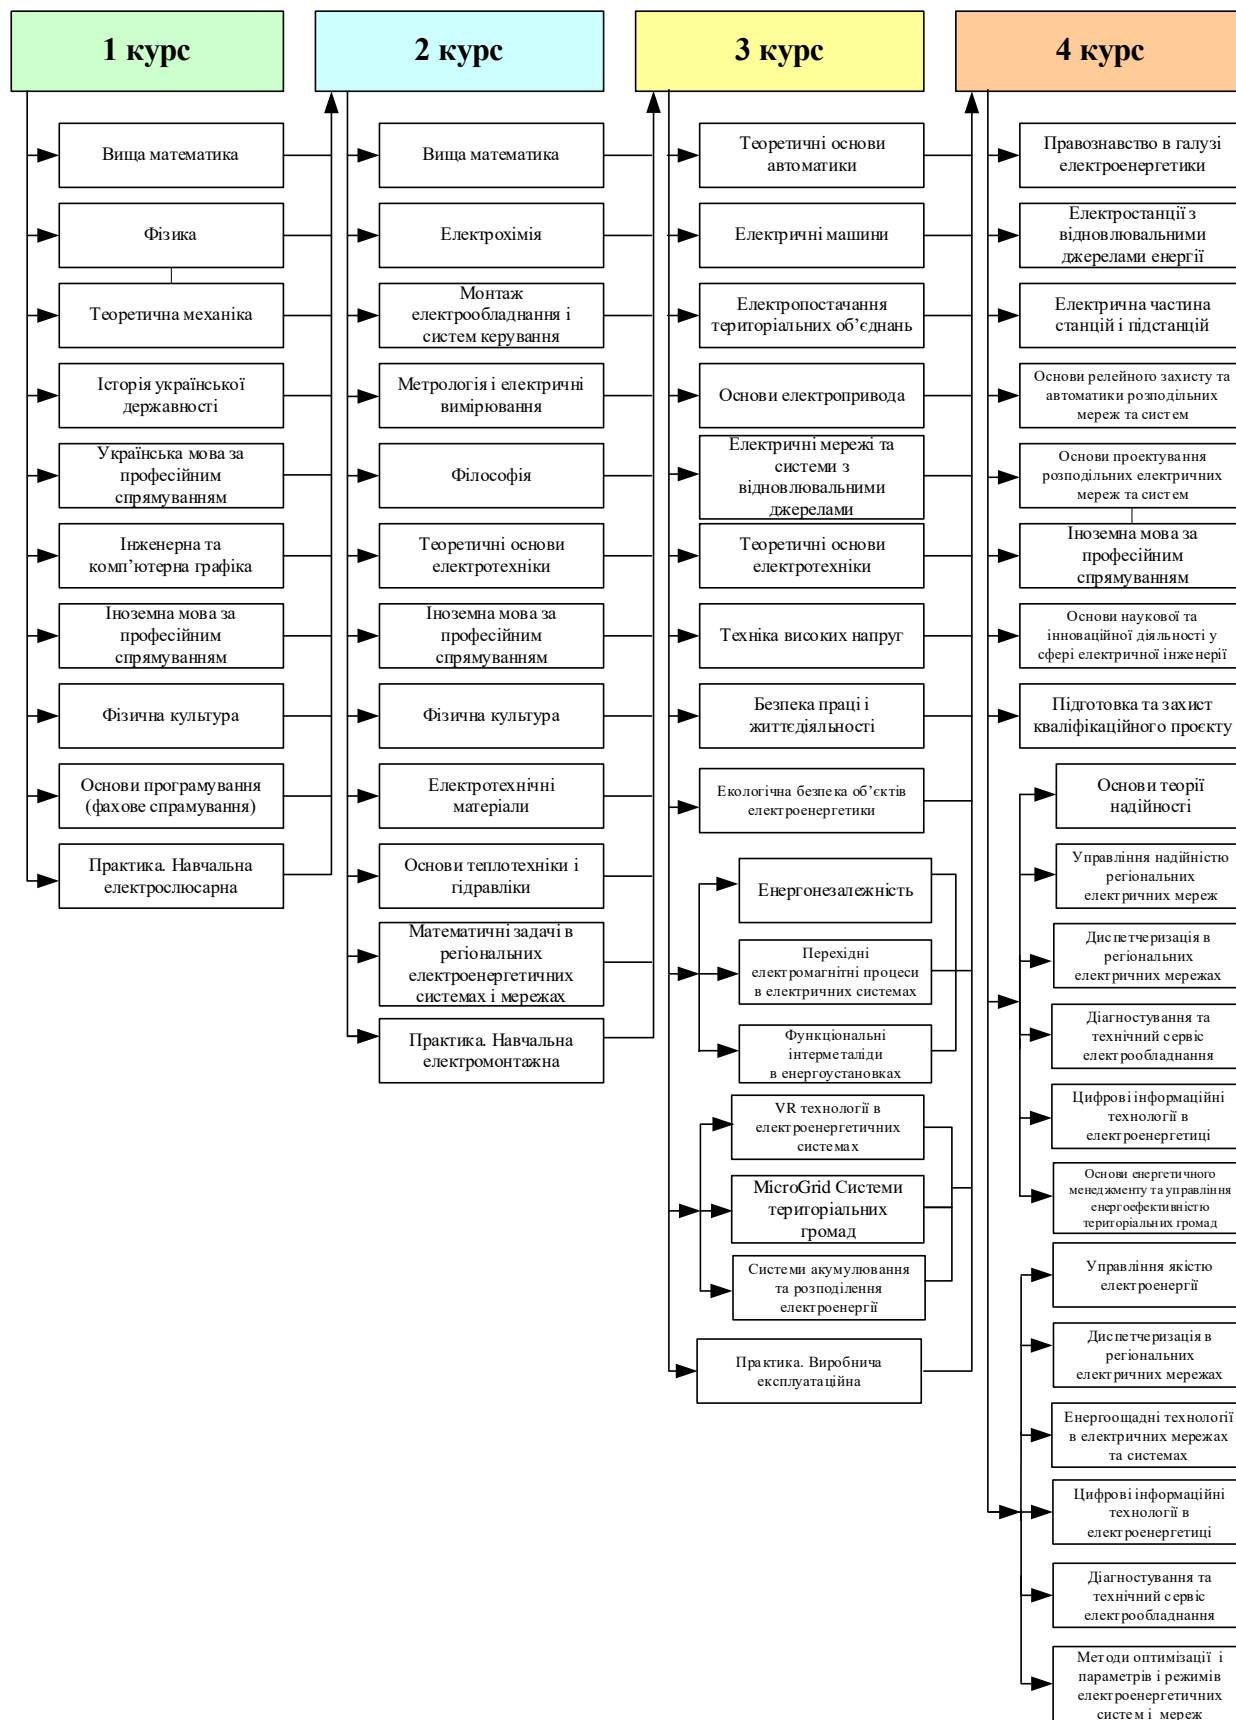 1 курс
Вища математика
Фізика
Теоретична механіка
Історія української
державності
Українська мова за
професійним
спрямуванням
Інженерна та
комп’ютерна графіка
Іноземна мова за
професійним
спрямуванням
Фізична культура
Основи програмування
(фахове спрамування)
Практика. Навчальна
електрослюсарна
2 курс
Вища математика
Електрохімія
Монтаж
електрообладнання і
систем керування
Метрологія і електричні
вимірювання
Філософія
Теоретичні основи
електротехніки
Іноземна мова за
професійним
спрямуванням
Фізична культура
Електротехнічні
матеріали
Основи теплотехніки і
гідравліки
Математичні задачі в
регіональних
електроенергетичних
системах і мережах
Практика. Навчальна
електромонтажна
3 курс
Теоретичні основи
автоматики
Електричні машини
Електропостачання
територіальних об’єднань
Основи електропривода
Електричні мережі та
системи з
відновлювальними
джерелами
Теоретичні основи
електротехніки
Техніка високих напруг
Безпека праці і
життєдіяльності
Екологічна безпека об’єктів
електроенергетики
Енергонезалежність
Перехідні
електромагнітні процеси
в електричних системах
Функціональні
інтерметаліди
в енергоустановках
VR технології в
електроенергетичних
системах
MicroGrid Системи
територіальних
громад
Системи акумулювання
та розподілення
електроенергії
Практика. Виробнича
експлуатаційна
4 курс
Правознавство в галузі
електроенергетики
Електростанції з
відновлювальними
джерелами енергії
Електрична частина
станцій і підстанцій
Основи релейного захисту та
автоматики розподільних
мереж та систем
Основи проектування
розподільних електричних
мереж та систем
Іноземна мова за
професійним
спрямуванням
Основи наукової та
інноваційної діяльності у
сфері електричної інженерії
Підготовка та захист
кваліфікаційного проєкту
Основи теорії
надійності
Управління надійністю
регіональних
електричних мереж
Диспетчеризація в
регіональних
електричних мережах
Діагностування та
технічний сервіс
електрообладнання
Цифрові інформаційні
технології в
електроенергетиці
Основи енергетичного
менеджменту та управління
енергоефективністю
територіальних громад
Управління якістю
електроенергії
Диспетчеризація в
регіональних
електричних мережах
Енергоощадні технології
в електричних мережах
та системах
Цифрові інформаційні
технології в
електроенергетиці
Діагностування та
технічний сервіс
електрообладнання
Методи оптимізації і
параметрів і режимів
електроенергетичних
систем і мереж